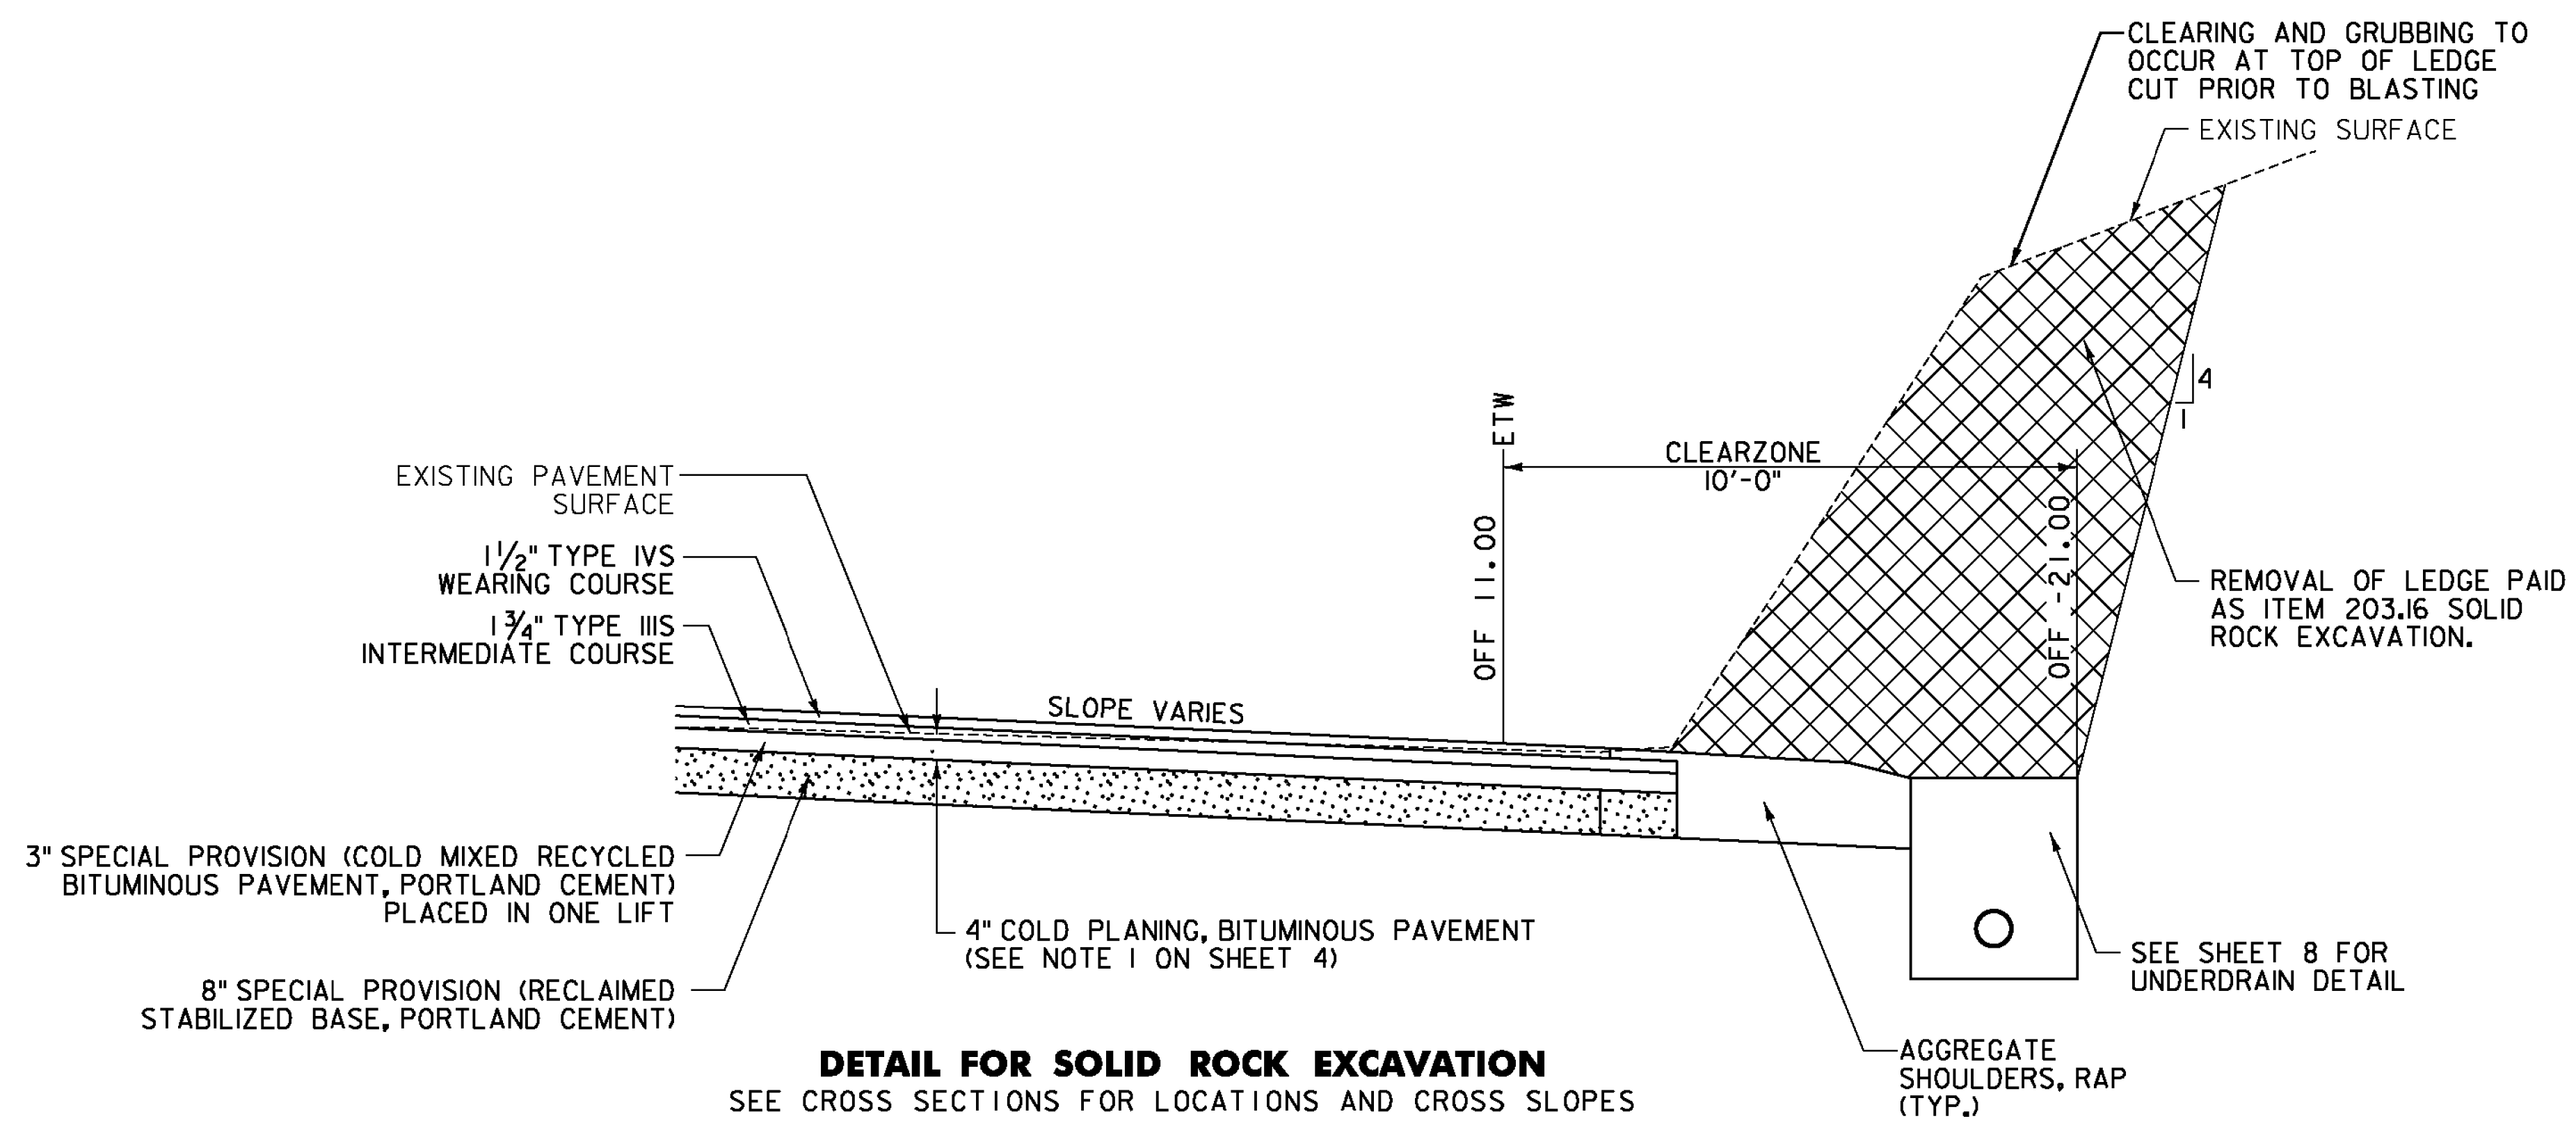 CLEARING AND GRUBBING TO
OCCUR AT TOP OF LEDGE
CUT PRIOR TO BLASTING
EXISTING SURFACE
4
1
ETW
CLEARZONE
10'-0"
OFF 11.00
OFF -21.00
EXISTING PAVEMENT
SURFACE
1 1/2" TYPE IVS
WEARING COURSE
1 3/4" TYPE IIIS
INTERMEDIATE COURSE
REMOVAL OF LEDGE PAID
AS ITEM 203.16 SOLID
ROCK EXCAVATION.
SLOPE VARIES
3" SPECIAL PROVISION (COLD MIXED RECYCLED
BITUMINOUS PAVEMENT, PORTLAND CEMENT)
PLACED IN ONE LIFT
4" COLD PLANING, BITUMINOUS PAVEMENT
(SEE NOTE 1 ON SHEET 4)
8" SPECIAL PROVISION (RECLAIMED
STABILIZED BASE, PORTLAND CEMENT)
SEE SHEET 8 FOR
UNDERDRAIN DETAIL
AGGREGATE
SHOULDERS, RAP
(TYP.)
DETAIL FOR SOLID ROCK EXCAVATION
SEE CROSS SECTIONS FOR LOCATIONS AND CROSS SLOPES